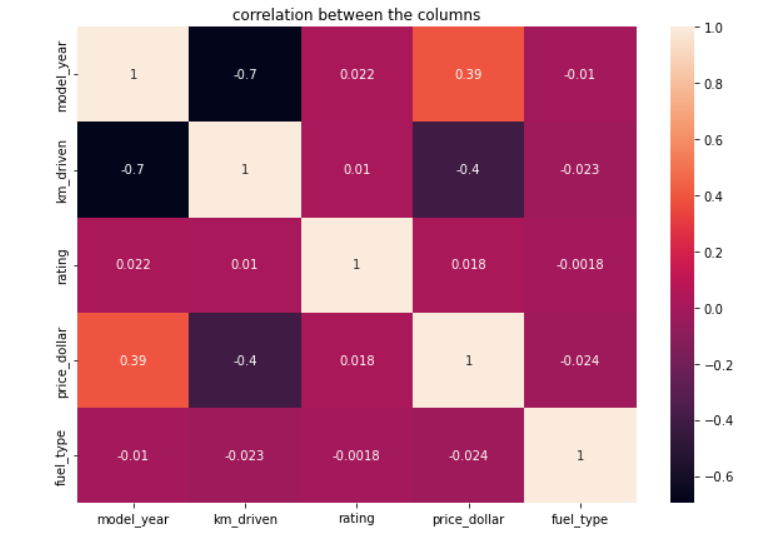 correlation between the columns
model_year 1 -0.7 0.022 0.39 -0.01
km_driven -0.7 1 0.01 -0.4 -0.023
rating 0.022 0.01 1 0.018 -0.0018
price_dollar 0.39 -0.4 0.018 1 -0.024
fuel_type -0.01 -0.023 -0.0018 -0.024 1
model_year km_driven rating price_dollar fuel_type
1.0
0.8
0.6
0.4
0.2
0.0
−0.2
−0.4
−0.6